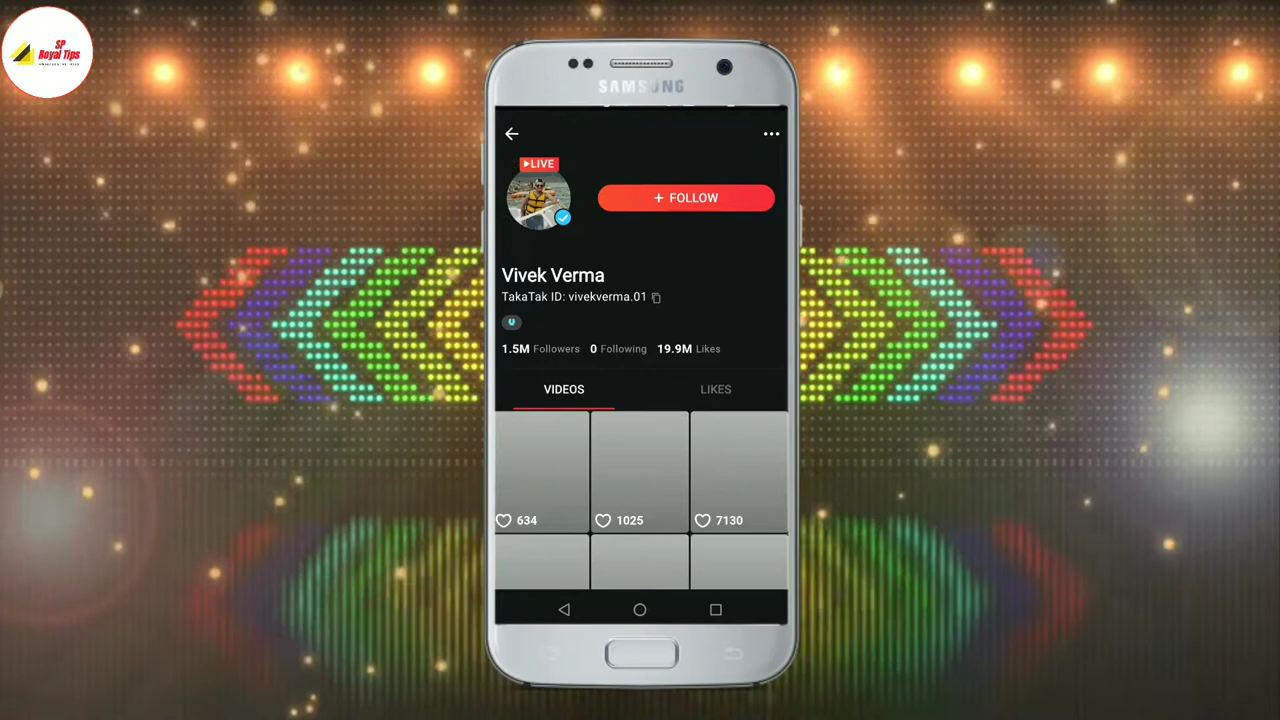 SP
Royal Tips
SAMSUNG
LIVE
+ FOLLOW
Vivek Verma
TakaTak ID: vivekverma.01
1.5M Followers 0 Following 19.9M Likes
VIDEOS LIKES
634 1025 7130